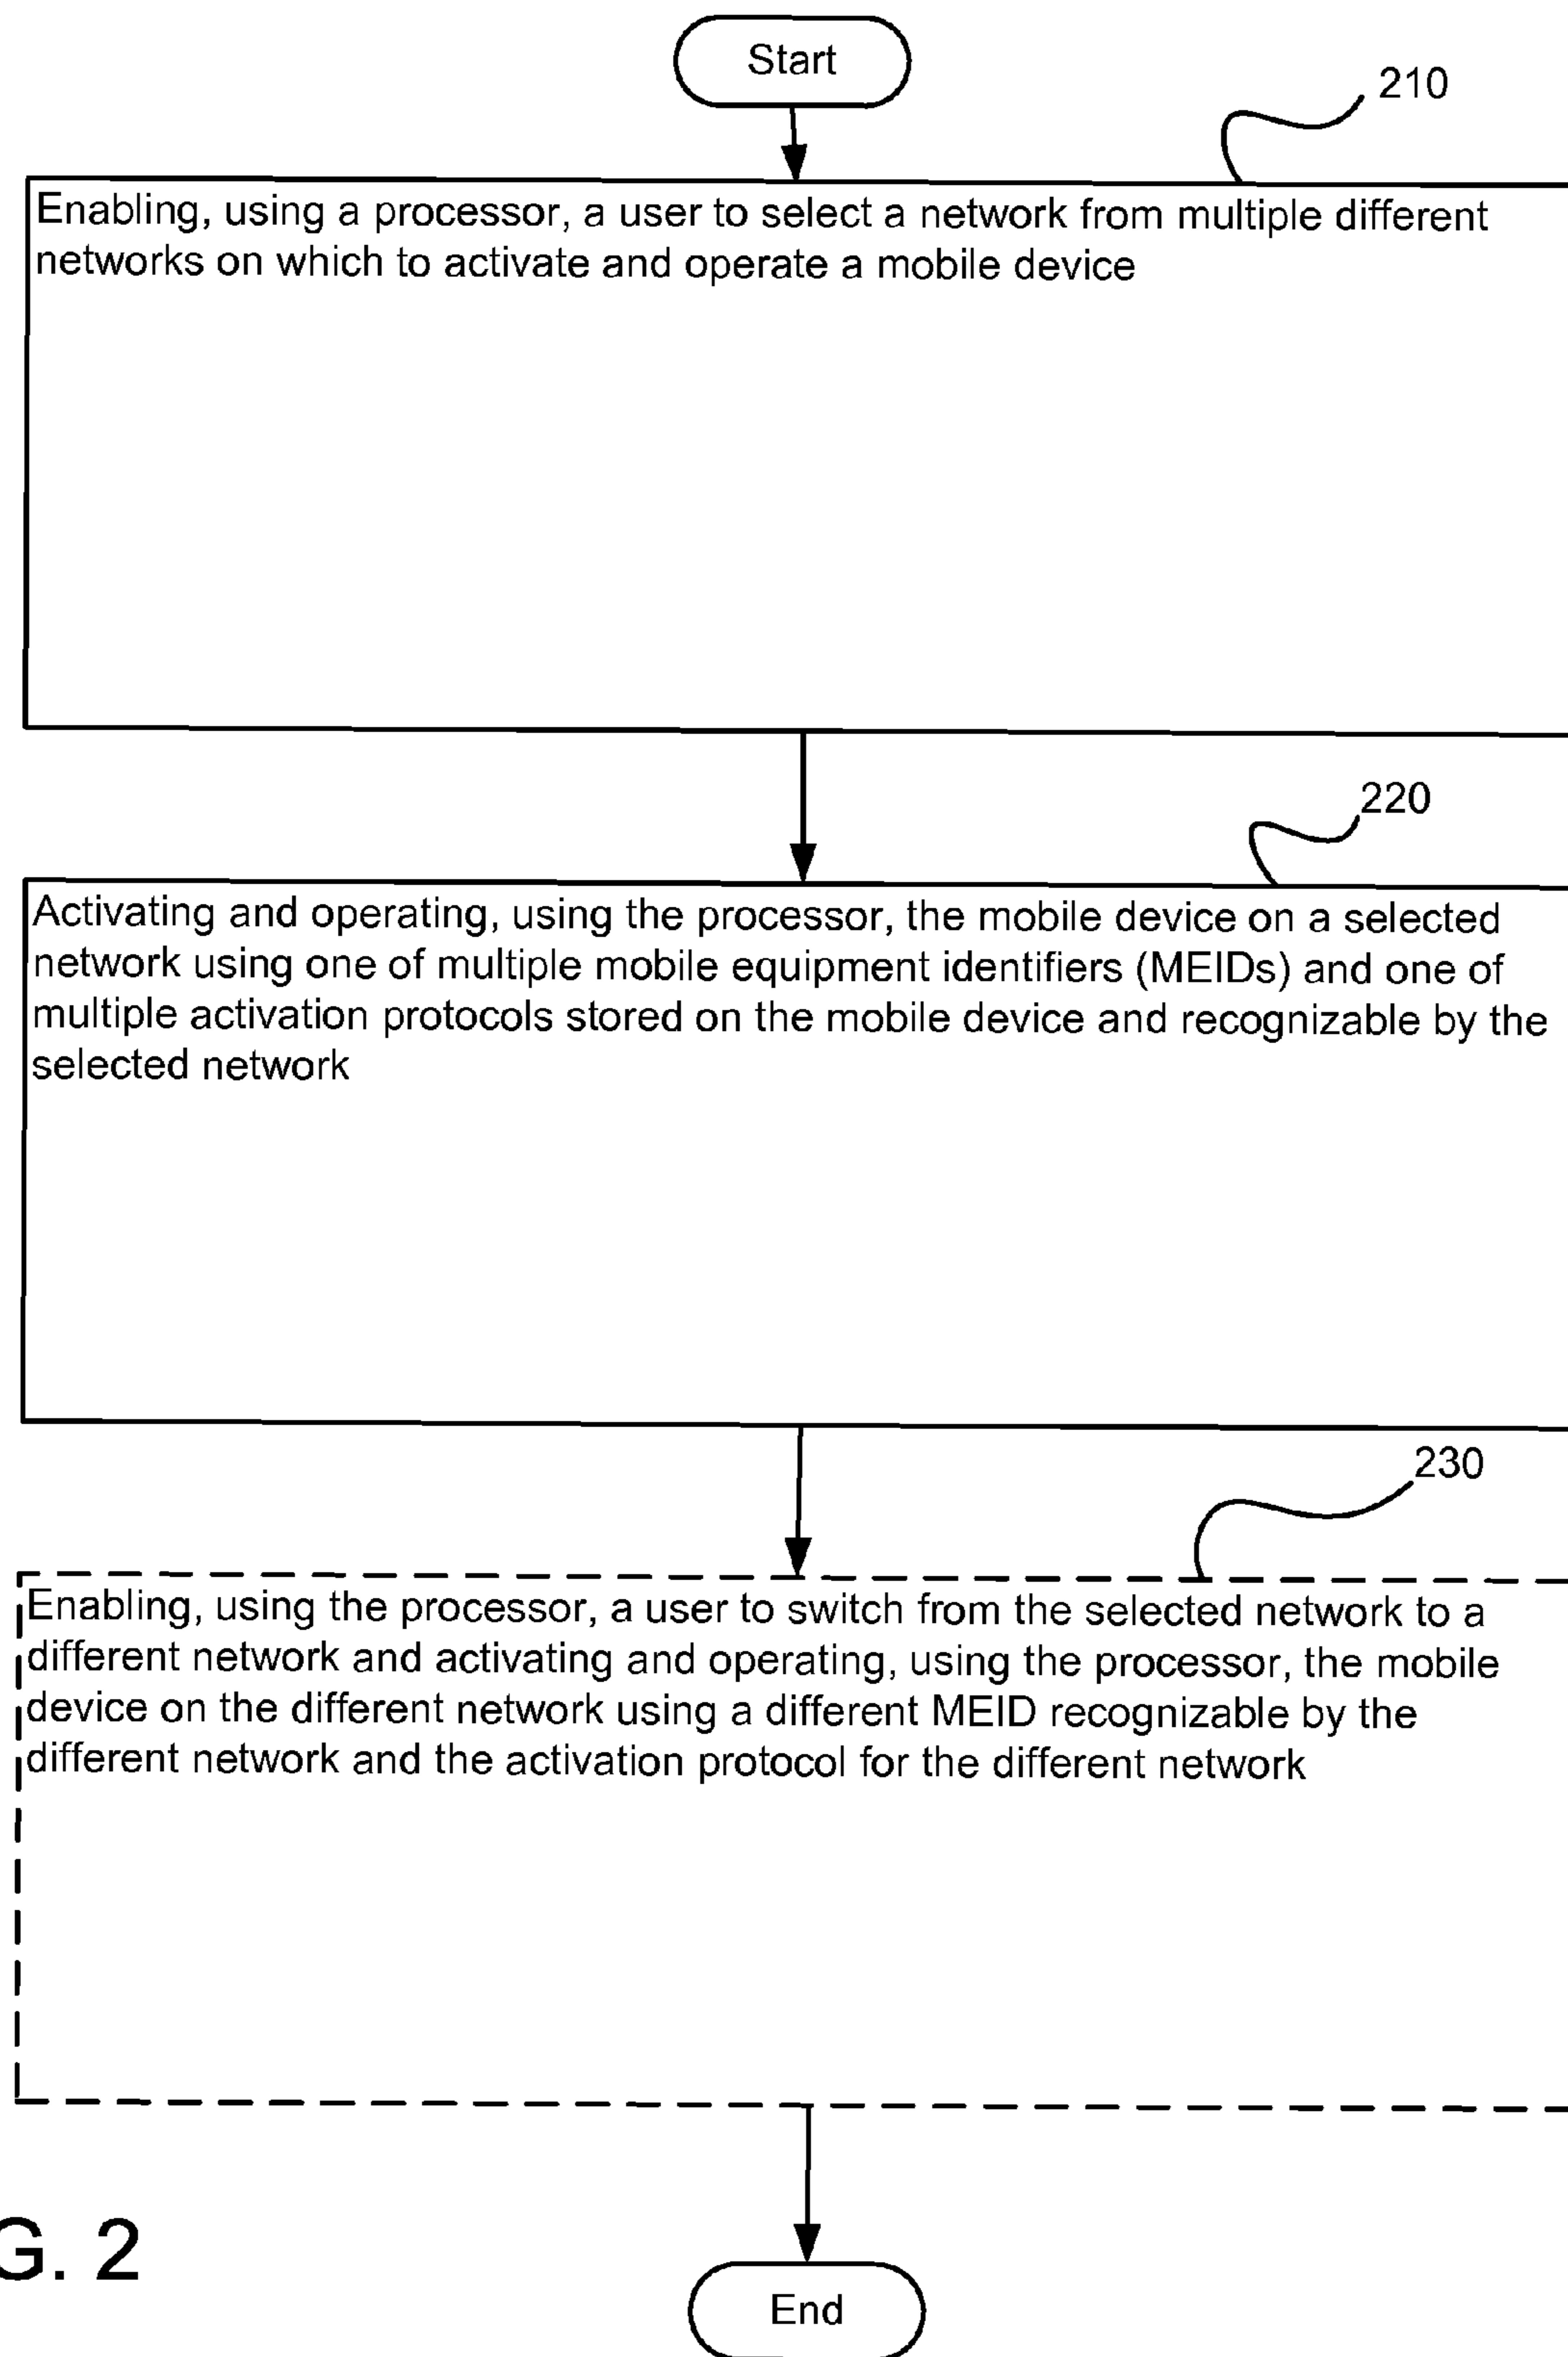 Start
210
Enabling, using a processor, a user to select a network from multiple different
networks on which to activate and operate a mobile device
220
Activating and operating, using the processor, the mobile device on a selected
network using one of multiple mobile equipment identifiers (MEIDs) and one of
multiple activation protocols stored on the mobile device and recognizable by the
selected network
230
Enabling, using the processor, a user to switch from the selected network to a
different network and activating and operating, using the processor, the mobile
device on the different network using a different MEID recognizable by the
different network and the activation protocol for the different network
G. 2
End